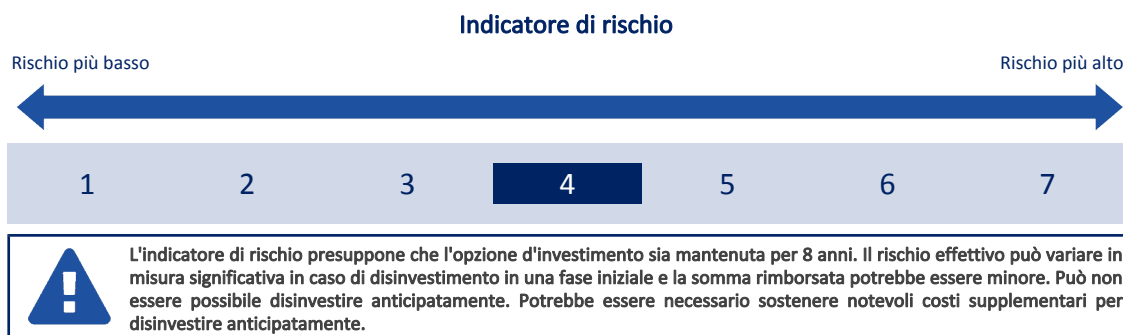 Indicatore di rischio
Rischio più basso
Rischio più alto
1 2 3 4 5 6 7
L'indicatore di rischio presuppone che l'opzione d'investimento sia mantenuta per 8 anni. Il rischio effettivo può variare in
misura significativa in caso di disinvestimento in una fase iniziale e la somma rimborsata potrebbe essere minore. Può non
essere possibile disinvestire anticipatamente. Potrebbe essere necessario sostenere notevoli costi supplementari per
disinvestire anticipatamente.